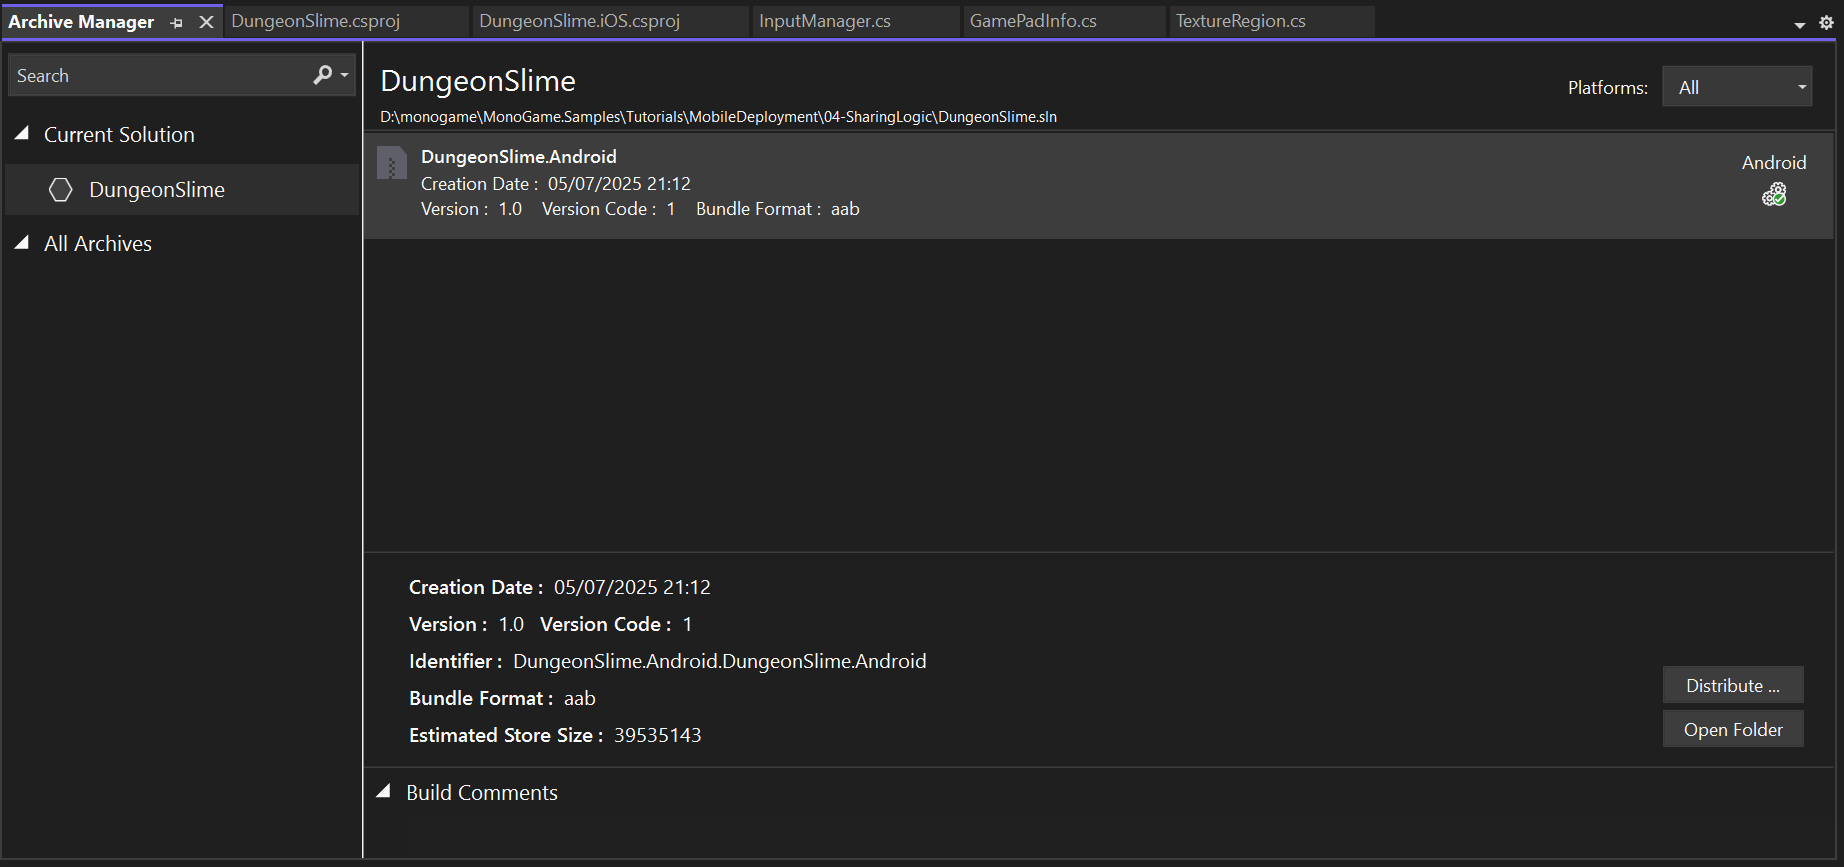 Archive Manager DungeonSlime.csproj DungeonSlime.iOS.csproj InputManager.cs GamePadInfo.cs TextureRegion.cs
Search
Current Solution
DungeonSlime
All Archives
DungeonSlime
D:\monogame\MonoGame.Samples\Tutorials\MobileDeployment\04-SharingLogic\DungeonSlime.sln
Platforms: All
DungeonSlime.Android
Creation Date : 05/07/2025 21:12
Version : 1.0 Version Code : 1 Bundle Format : aab
Android
Creation Date : 05/07/2025 21:12
Version : 1.0 Version Code : 1
Identifier : DungeonSlime.Android.DungeonSlime.Android
Bundle Format : aab
Estimated Store Size : 39535143
Distribute ...
Open Folder
Build Comments